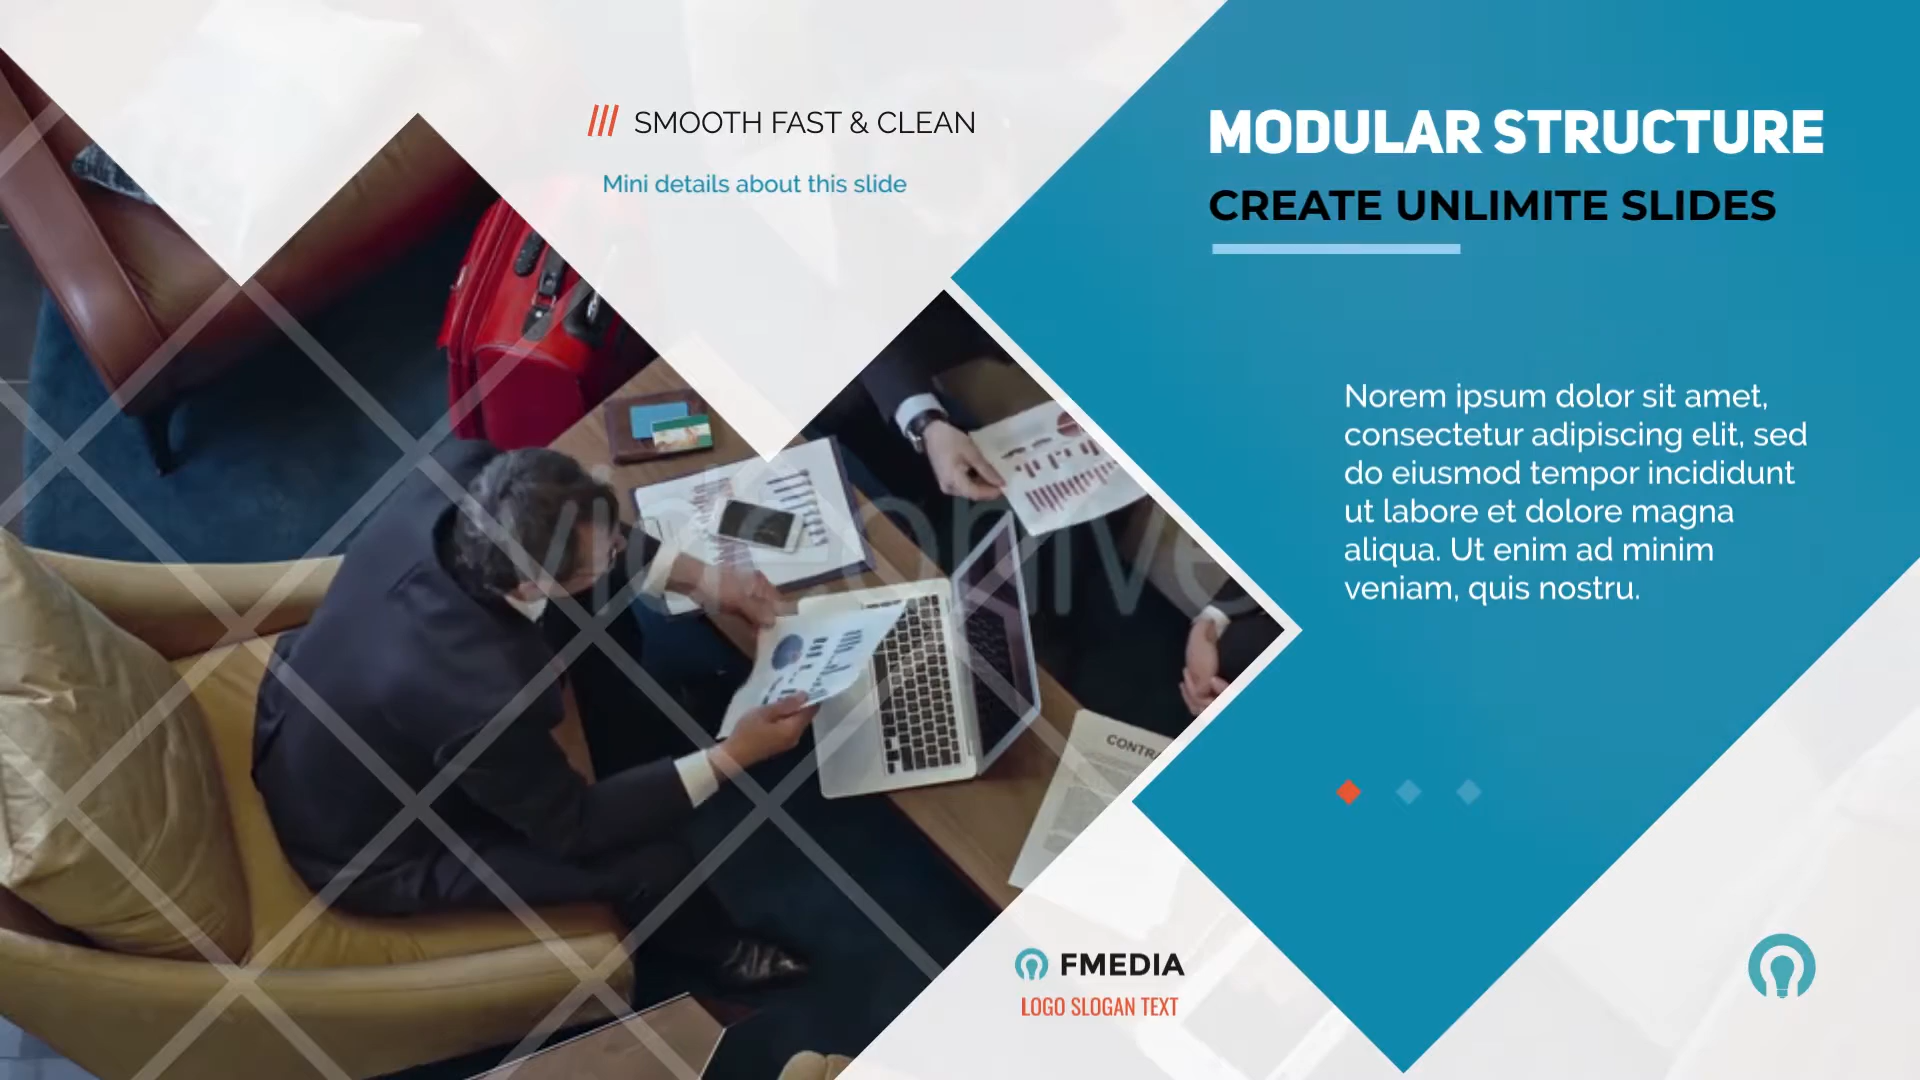 SMOOTH FAST & CLEAN
Mini details about this slide
MODULAR STRUCTURE
CREATE UNLIMITE SLIDES
Norem ipsum dolor sit amet,
consectetur adipiscing elit, sed
do eiusmod tempor incididunt
ut labore et dolore magna
aliqua. Ut enim ad minim
veniam, quis nostru.
videohive
CONTRA
FMEDIA
LOGO SLOGAN TEXT